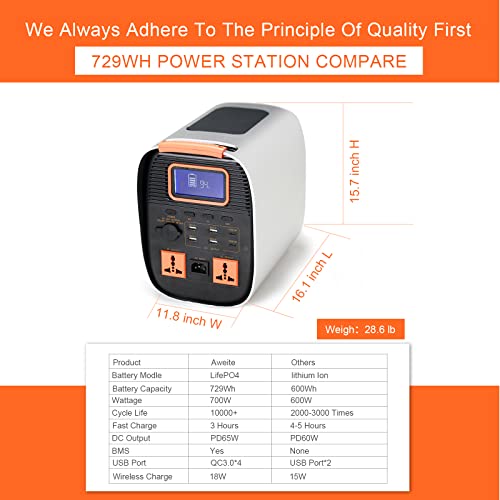 We Always Adhere To The Principle Of Quality First
729WH POWER STATION COMPARE
15.7 inch H
16.1 inch L
11.8 inch W
Weigh: 28.6 lb
Product Aweite Others
Battery Modle LifePO4 lithium Ion
Battery Capacity 729Wh 600Wh
Wattage 700W 600W
Cycle Life 10000+ 2000-3000 Times
Fast Charge 3 Hours 4-5 Hours
DC Output PD65W PD60W
BMS Yes None
USB Port QC3.0*4 USB Port*2
Wireless Charge 18W 15W